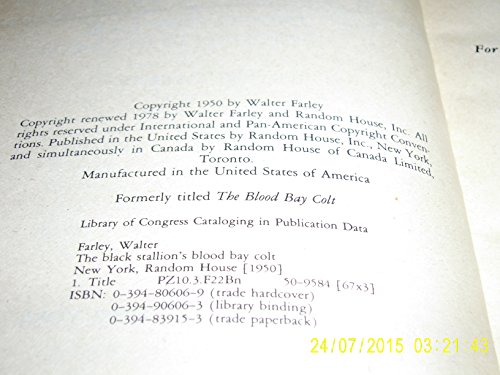 For
Copyright 1950 by Walter Farley
Copyright renewed 1978 by Walter Farley and Random House, Inc. All
rights reserved under International and Pan-American Copyright Conven-
tions. Published in the United States by Random House, Inc., New York,
and simultaneously in Canada by Random House of Canada Limited,
Toronto.
Manufactured in the United States of America
Formerly titled The Blood Bay Colt
Library of Congress Cataloging in Publication Data
Farley, Walter
The black stallion's blood bay colt
New York, Random House [1950]
1. Title PZ10.3.F22Bn 50-9584 [67x3]
ISBN: 0-394-80606-9 (trade hardcover)
0-394-90606-3 (library binding)
0-394-83915-3 (trade paperback)
24/07/2015 03:21:43